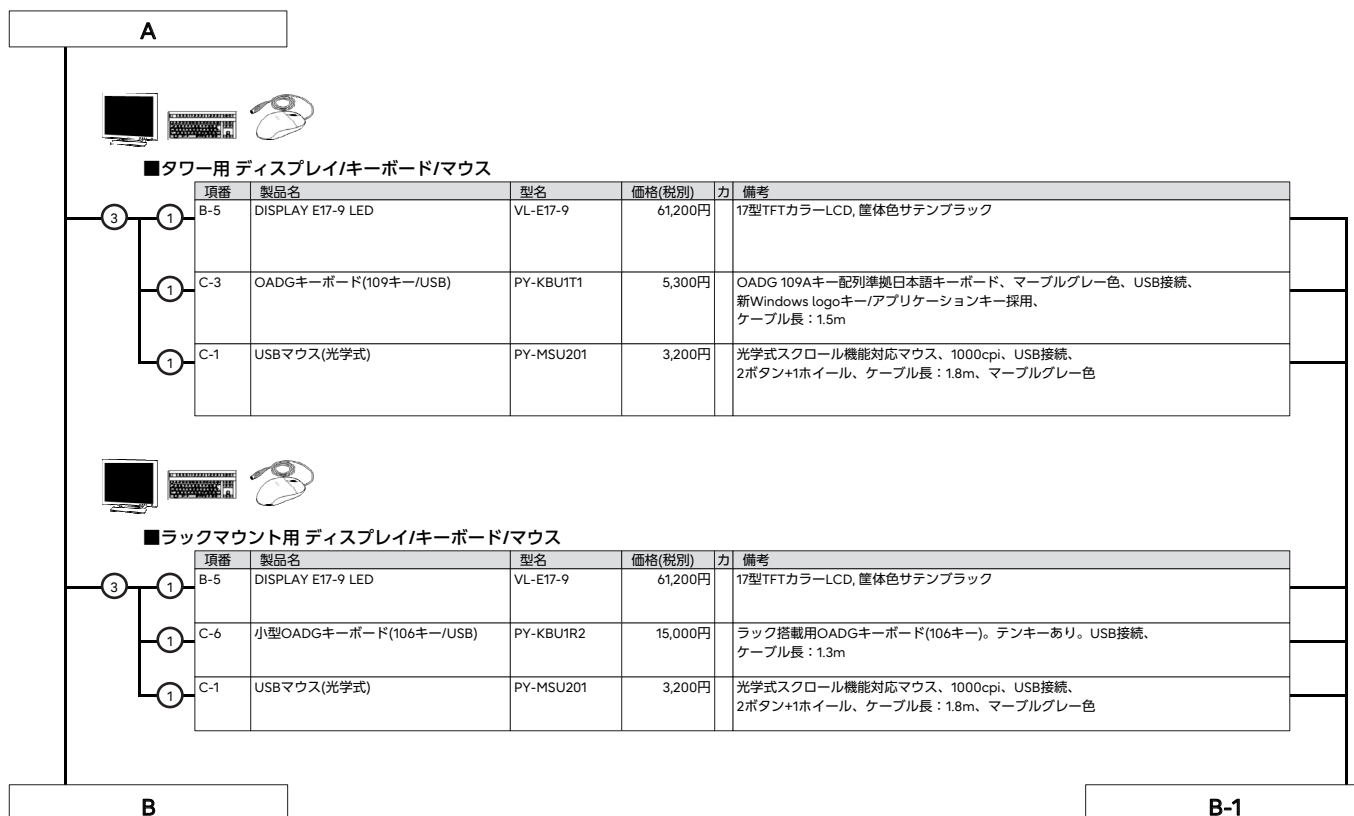 A
■タワー用 ディスプレイ/キーボード/マウス
項番 製品名 型名 価格(税別) カ 備考
3 1 B-5 DISPLAY E17-9 LED VL-E17-9 61,200円 17型TFTカラーLCD, 筐体色サテンブラック
1 C-3 OADGキーボード(109キー/USB) PY-KBU1T1 5,300円 OADG 109Aキー配列準拠日本語キーボード、マーブルグレー色、USB接続、
新Windows logoキー/アプリケーションキー採用、
ケーブル長：1.5m
1 C-1 USBマウス(光学式) PY-MSU201 3,200円 光学式スクロール機能対応マウス、1000cpi、USB接続、
2ボタン+1ホイール、ケーブル長：1.8m、マーブルグレー色
■ラックマウント用 ディスプレイ/キーボード/マウス
項番 製品名 型名 価格(税別) カ 備考
3 1 B-5 DISPLAY E17-9 LED VL-E17-9 61,200円 17型TFTカラーLCD, 筐体色サテンブラック
1 C-6 小型OADGキーボード(106キー/USB) PY-KBU1R2 15,000円 ラック搭載用OADGキーボード(106キー)。テンキーあり。USB接続、
ケーブル長：1.3m
1 C-1 USBマウス(光学式) PY-MSU201 3,200円 光学式スクロール機能対応マウス、1000cpi、USB接続、
2ボタン+1ホイール、ケーブル長：1.8m、マーブルグレー色
B B-1